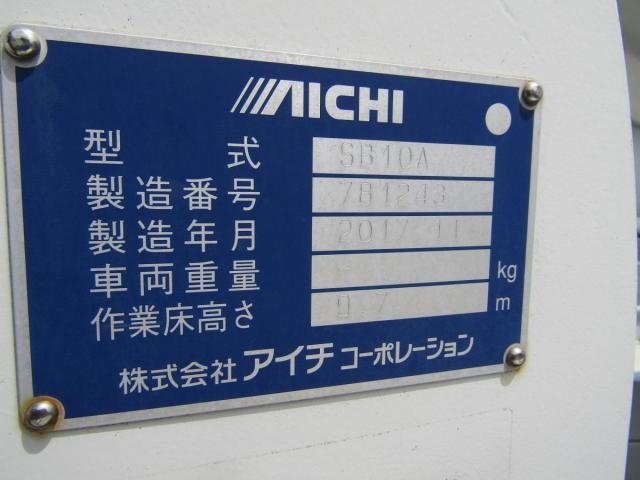 AICHI
型式 SB10A
製造番号 781243
製造年月 2017 11
車両重量 - kg
作業床高さ 9.7 m
株式会社 アイチ コーポレーション